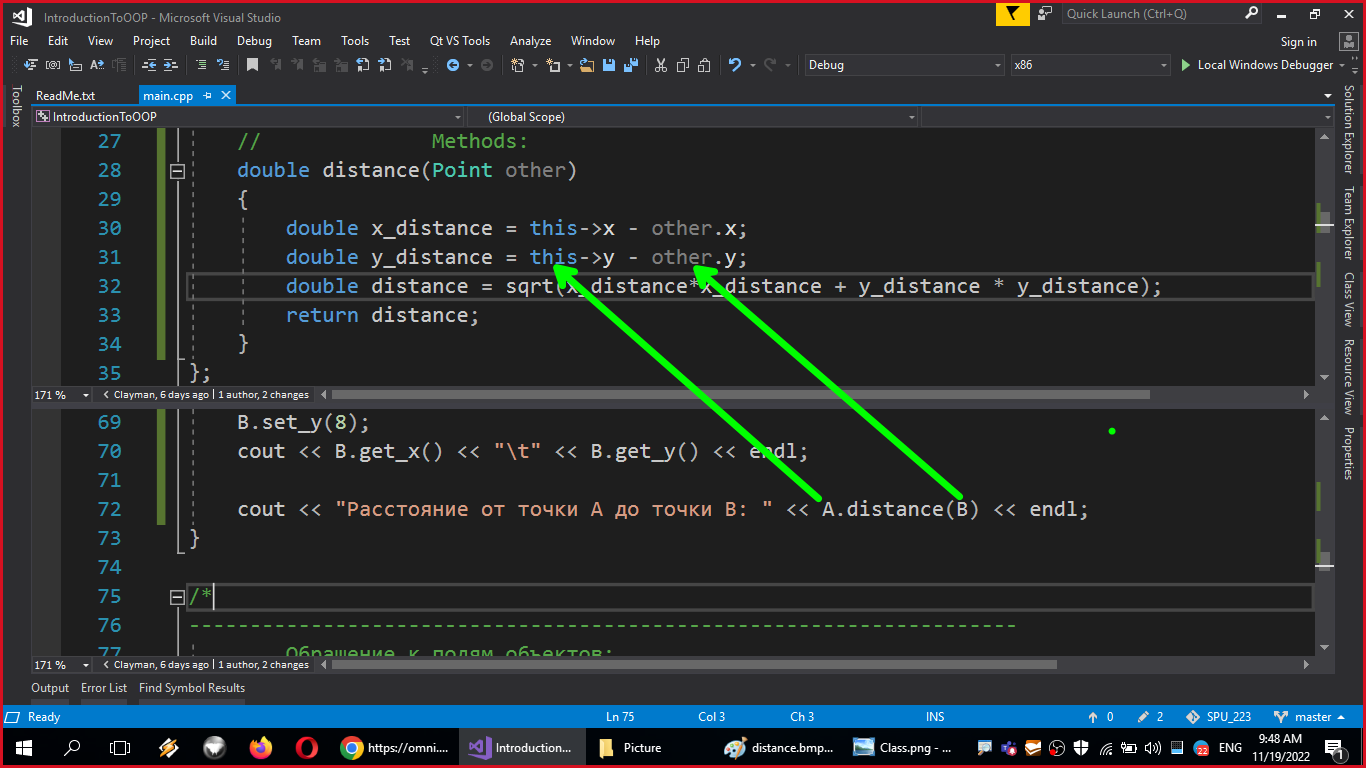 IntroductionToOOP - Microsoft Visual Studio
Quick Launch (Ctrl+Q)
File Edit View Project Build Debug Team Tools Test Qt VS Tools Analyze Window Help
Sign in
Debug x86 Local Windows Debugger
Toolbox
ReadMe.txt main.cpp
IntroductionToOOP (Global Scope)
27 // Methods:
28 double distance(Point other)
29 {
30 double x_distance = this->x - other.x;
31 double y_distance = this->y - other.y;
32 double distance = sqrt(x_distance*x_distance + y_distance * y_distance);
33 return distance;
34 }
35 };
171 % Clayman, 6 days ago | 1 author, 2 changes
69 B.set_y(8);
70 cout << B.get_x() << "\t" << B.get_y() << endl;
71
72 cout << "Расстояние от точки A до точки B: " << A.distance(B) << endl;
73 }
74
75 /*
76 --------------------------------------------------------------------
77 Обращение к полям объектов:
171 % Clayman, 6 days ago | 1 author, 2 changes
Solution Explorer
Team Explorer
Class View
Resource View
Properties
Output Error List Find Symbol Results
Ready Ln 75 Col 3 Ch 3 INS 0 2 SPU_223 master
https://omni... Introduction... Picture distance.bmp... Class.png - ... 22 ENG 9:48 AM 1
11/19/2022